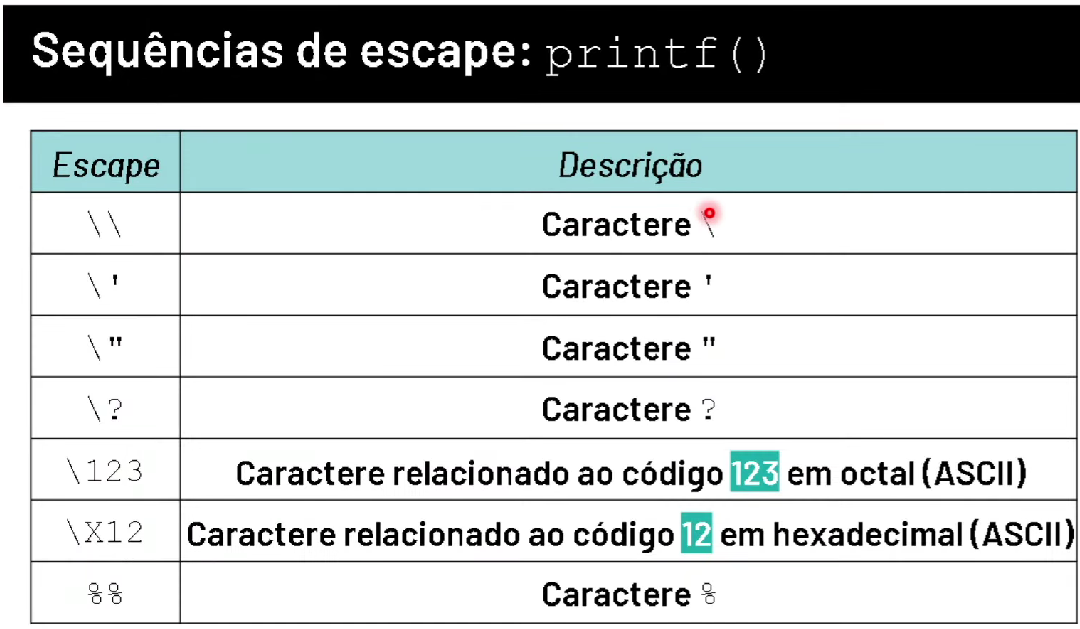 Sequências de escape: printf()
Escape Descrição
\\ Caractere \
\' Caractere '
\" Caractere "
\? Caractere ?
\123 Caractere relacionado ao código 123 em octal (ASCII)
\X12 Caractere relacionado ao código 12 em hexadecimal (ASCII)
%% Caractere %